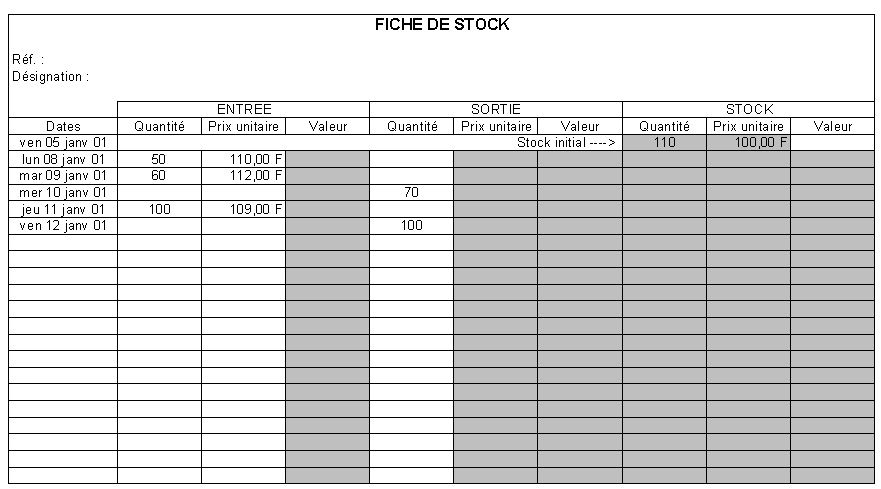 FICHE DE STOCK
Réf. :
Désignation :
ENTREE SORTIE STOCK
Dates Quantité Prix unitaire Valeur Quantité Prix unitaire Valeur Quantité Prix unitaire Valeur
ven 05 janv 01 Stock initial ----> 110 100,00 F
lun 08 janv 01 50 110,00 F
mar 09 janv 01 60 112,00 F
mer 10 janv 01 70
jeu 11 janv 01 100 109,00 F
ven 12 janv 01 100